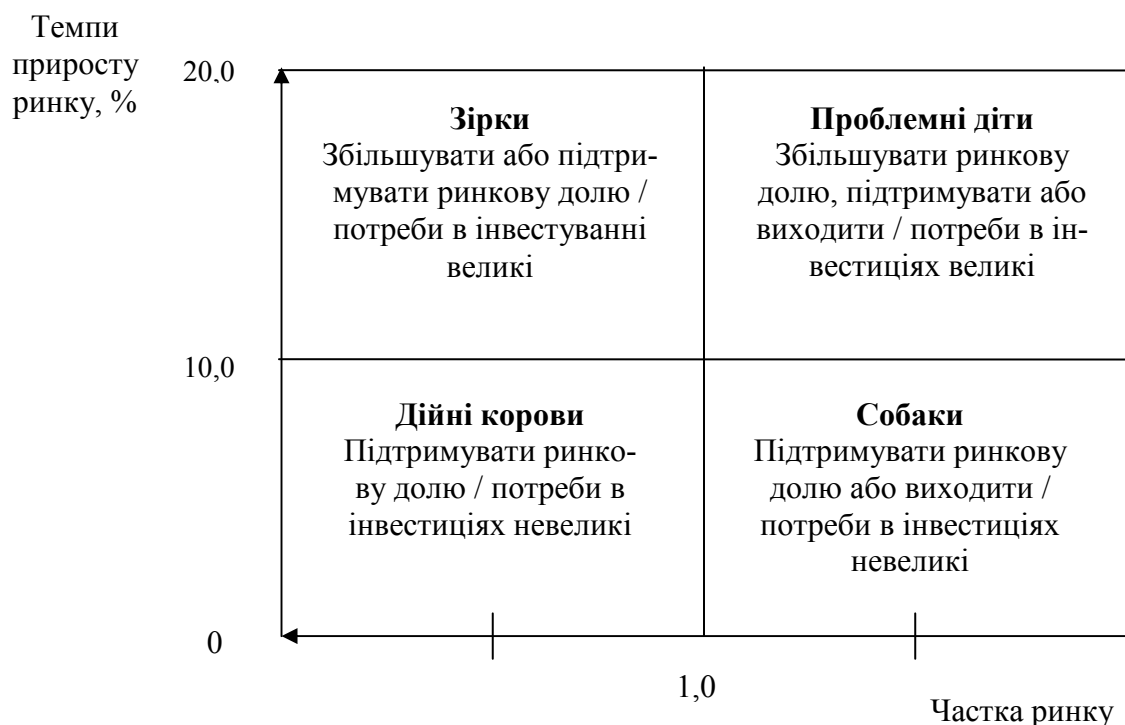 Темпи
приросту
ринку, %
20,0
Зірки
Збільшувати або підтри-
мувати ринкову долю /
потреби в інвестуванні
великі
Проблемні діти
Збільшувати ринкову
долю, підтримувати або
виходити / потреби в ін-
вестиціях великі
10,0
Дійні корови
Підтримувати ринко-
ву долю / потреби в
інвестиціях невеликі
Собаки
Підтримувати ринкову
долю або виходити /
потреби в інвестиціях
невеликі
0
1,0
Частка ринку